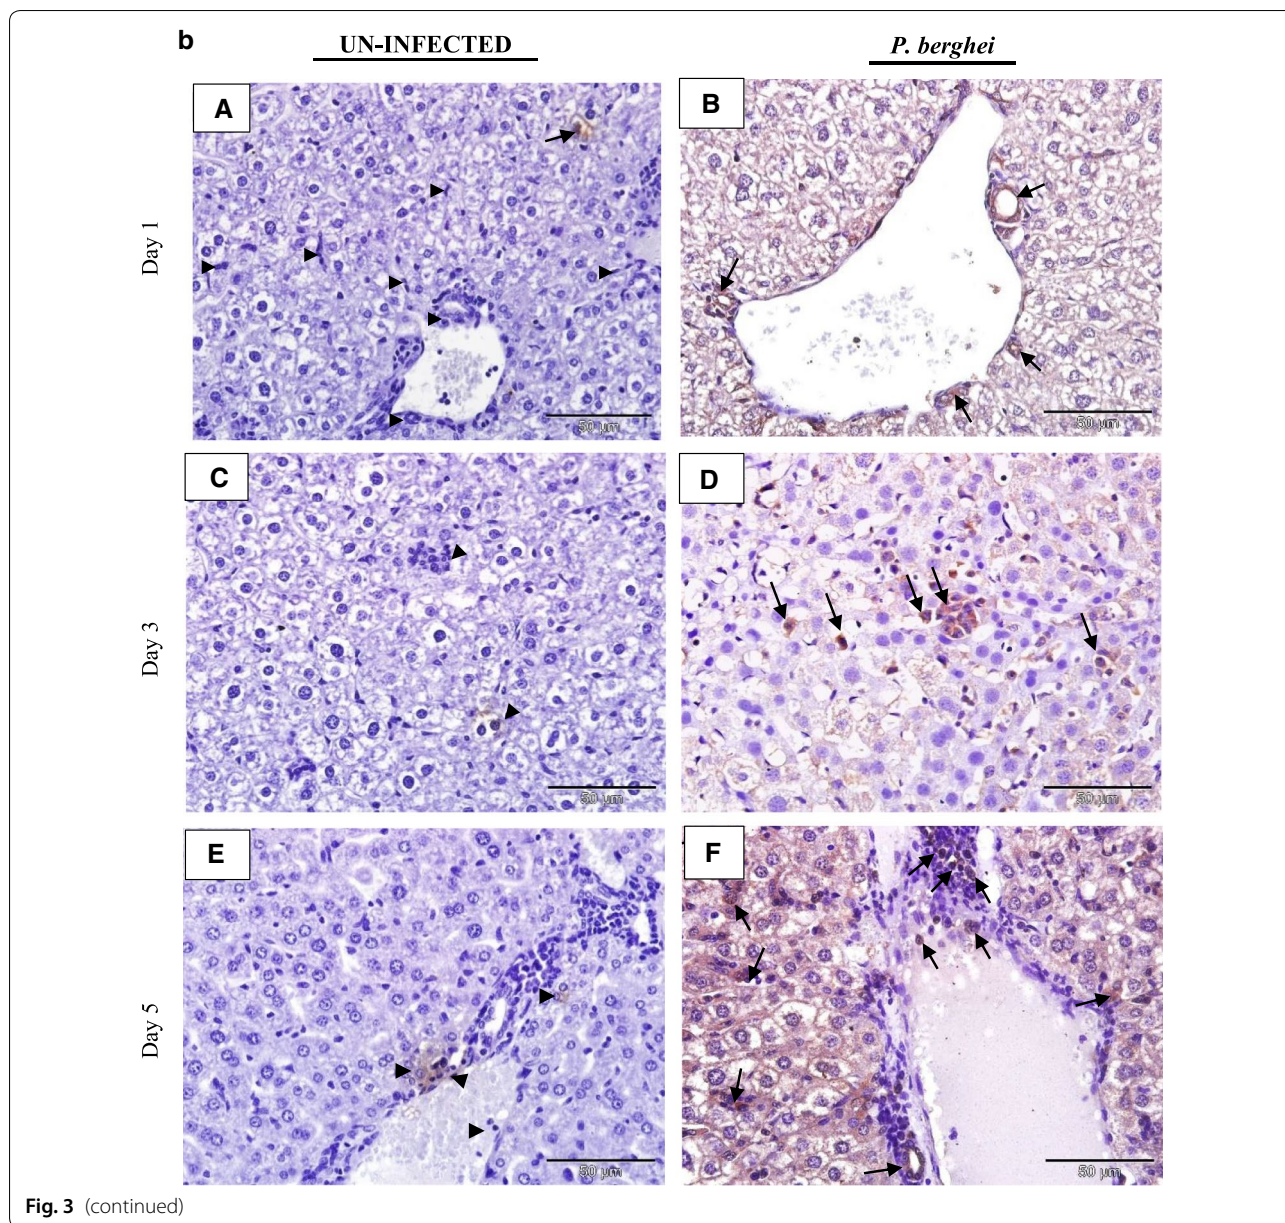 b
UN-INFECTED
P. berghei
Day 1
A
50 µm
B
50 µm
Day 3
C
50 µm
D
50 µm
Day 5
E
50 µm
F
50 µm
Fig. 3 (continued)